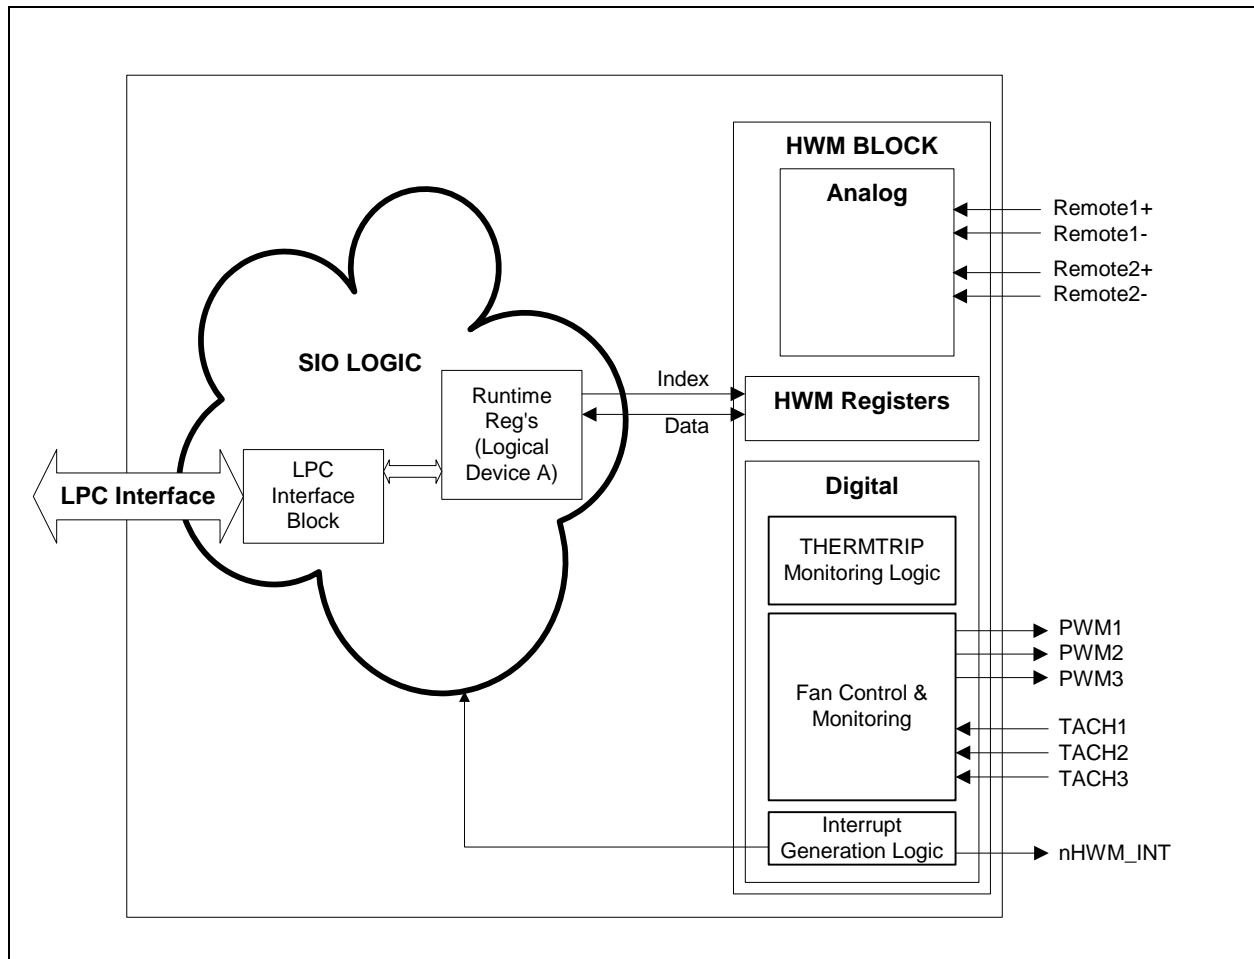 HWM BLOCK
Analog
Remote1+
Remote1-
Remote2+
Remote2-
SIO LOGIC
Runtime
Reg's
(Logical
Device A)
Index
Data
HWM Registers
LPC Interface
LPC
Interface
Block
Digital
THERMTRIP
Monitoring Logic
Fan Control &
Monitoring
PWM1
PWM2
PWM3
TACH1
TACH2
TACH3
Interrupt
Generation Logic
nHWM_INT